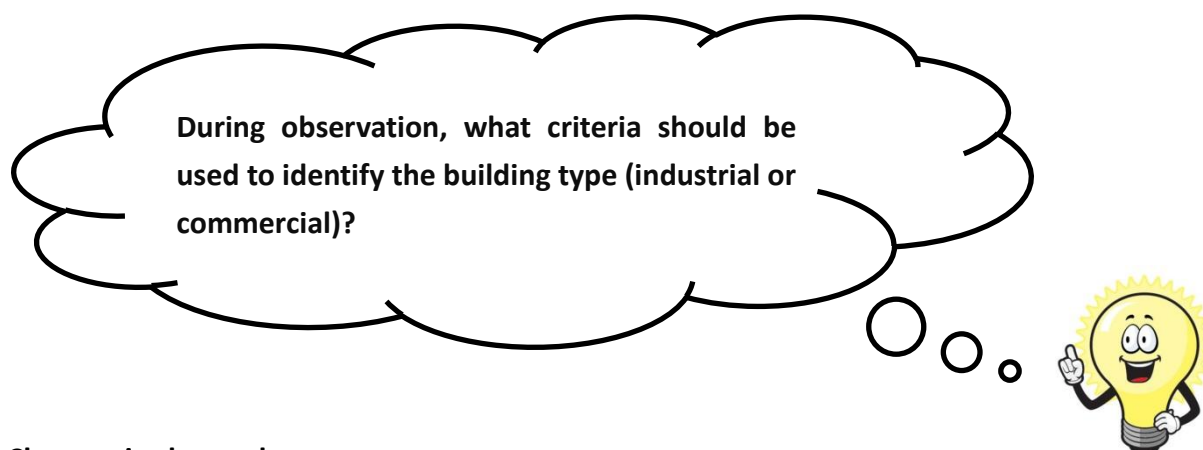 During observation, what criteria should be
used to identify the building type (industrial or
commercial)?